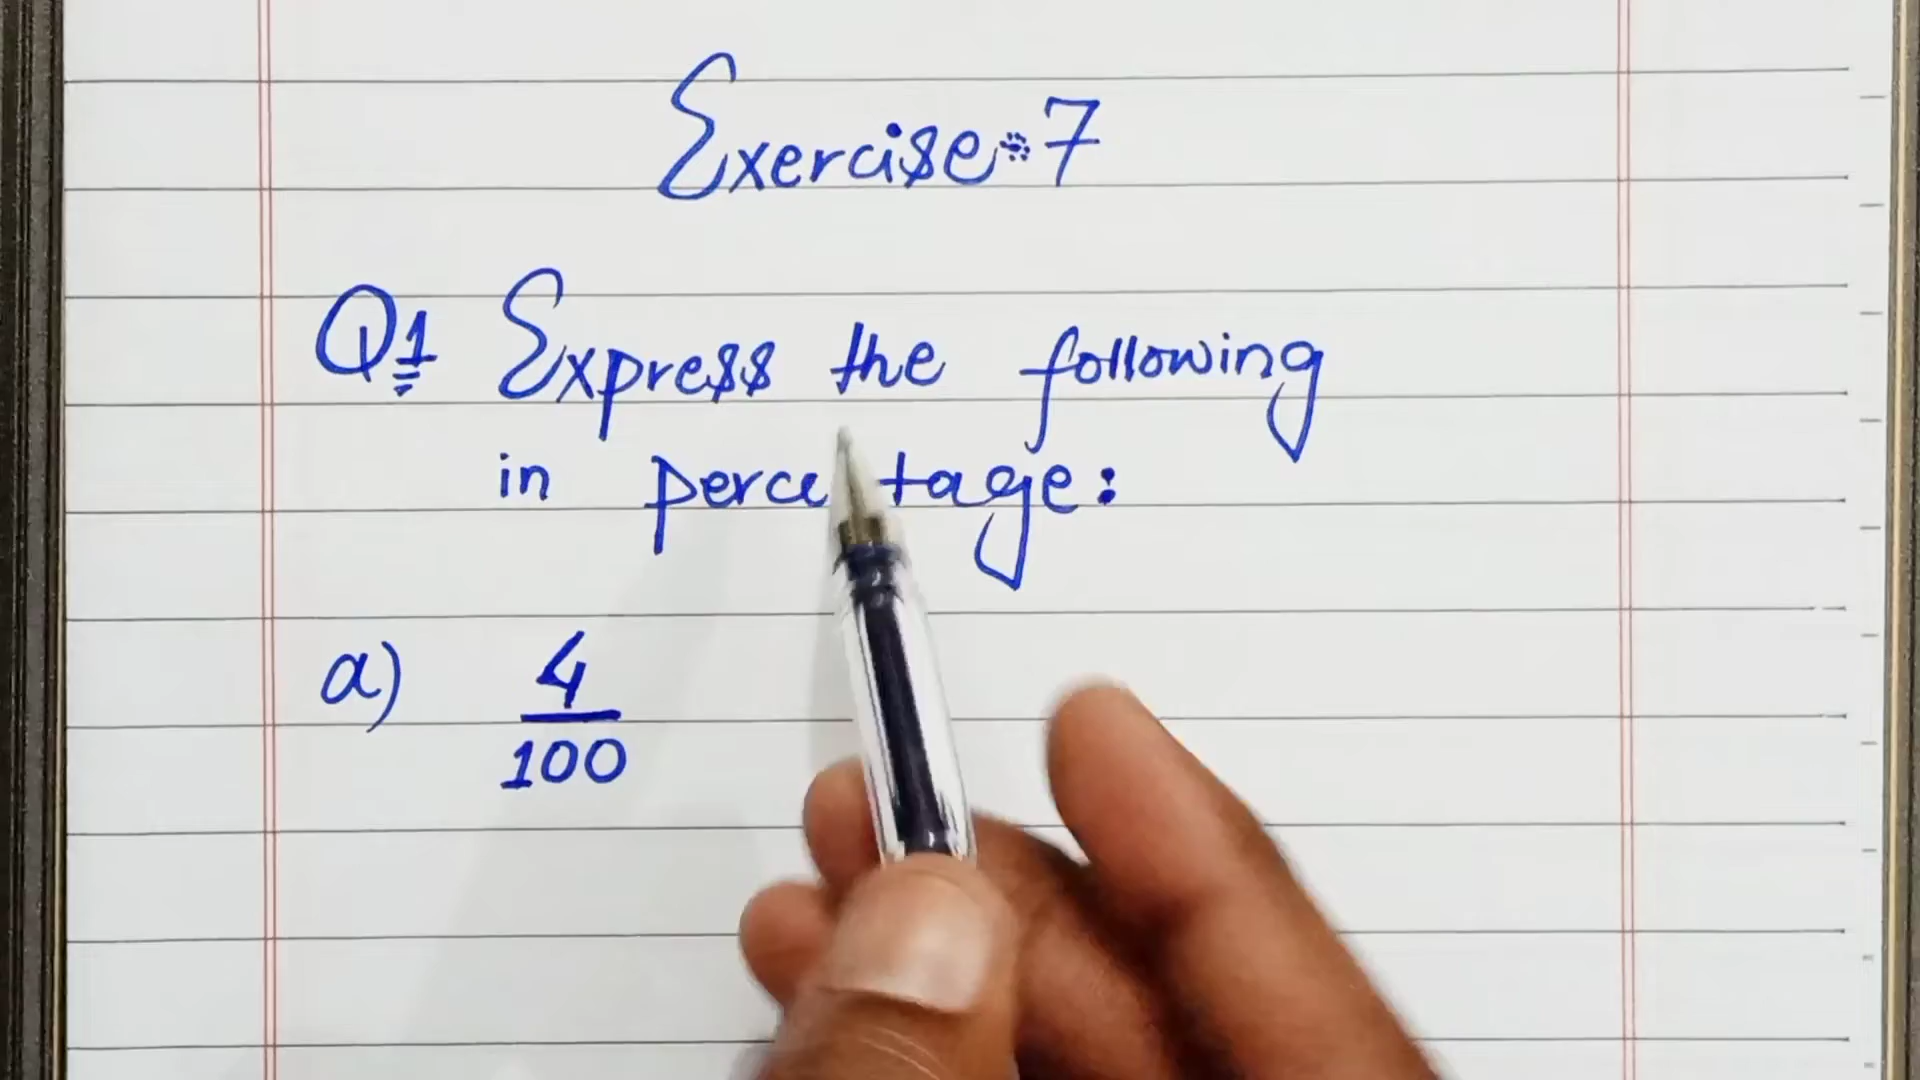 Exercise 7
Q1 Express the following
in perce tage:
a) 4
100